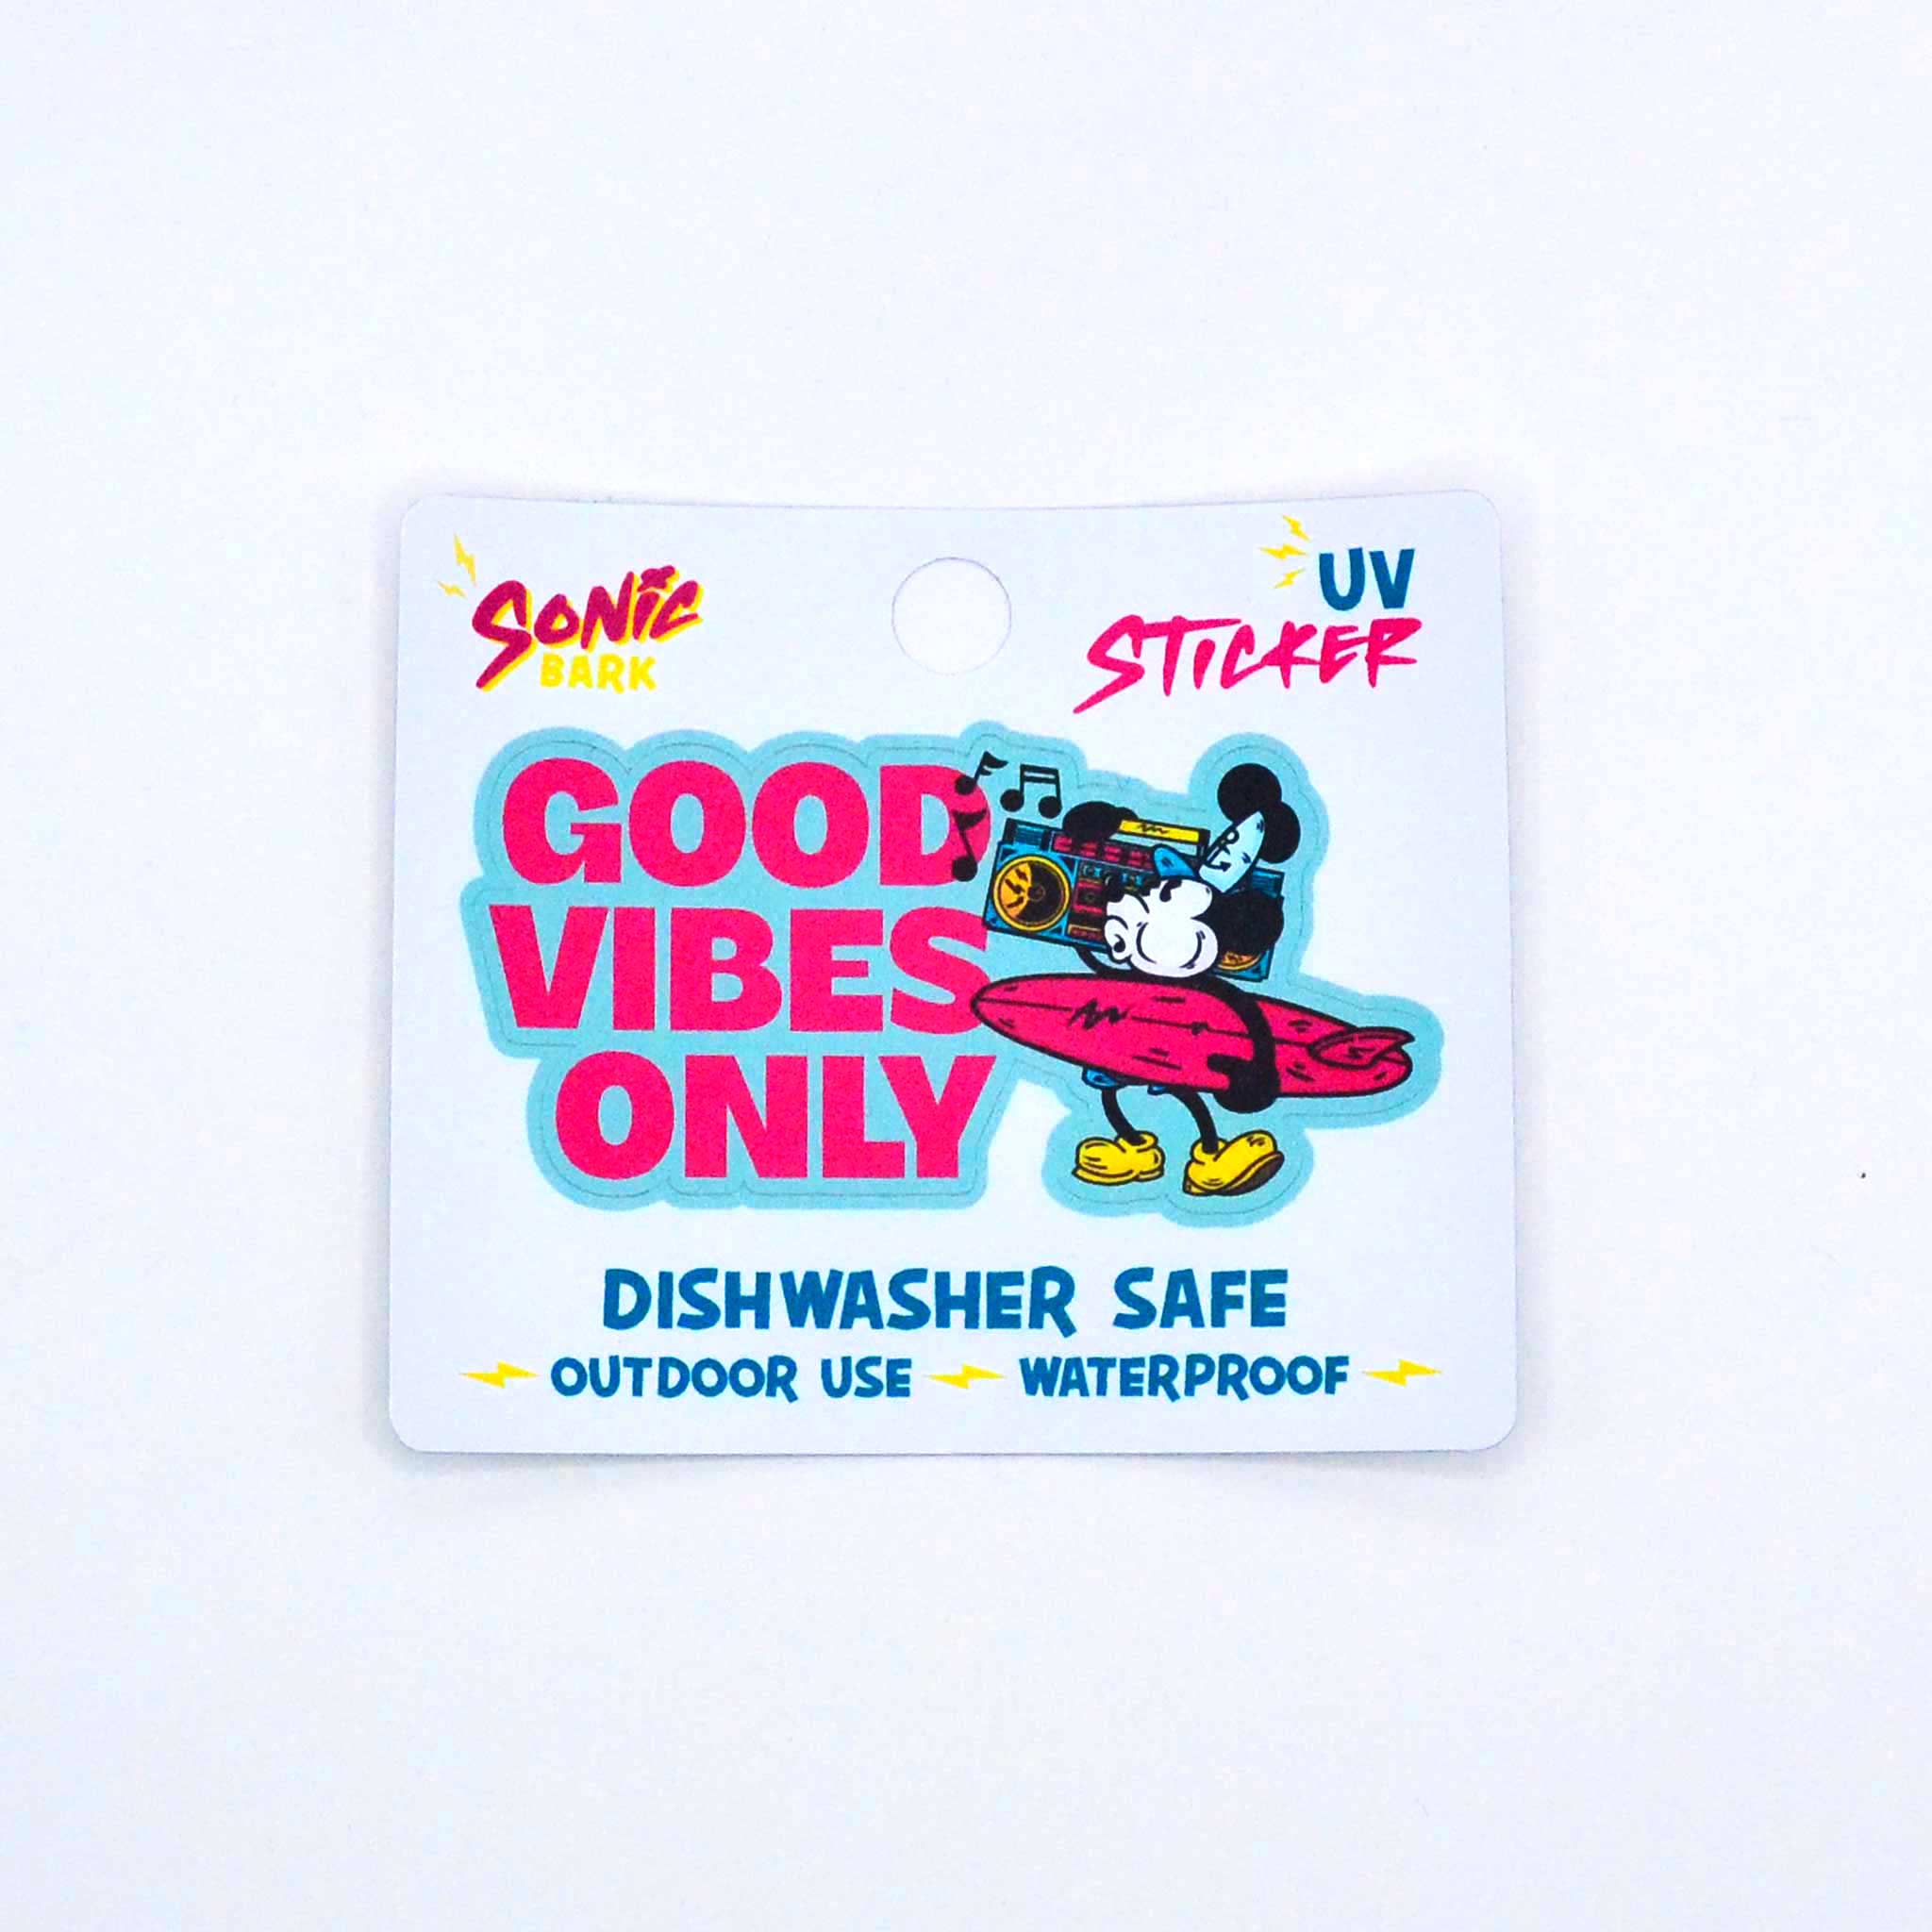 SONIC
BARK
UV
STICKER
GOOD
VIBES
ONLY
DISHWASHER SAFE
OUTDOOR USE WATERPROOF